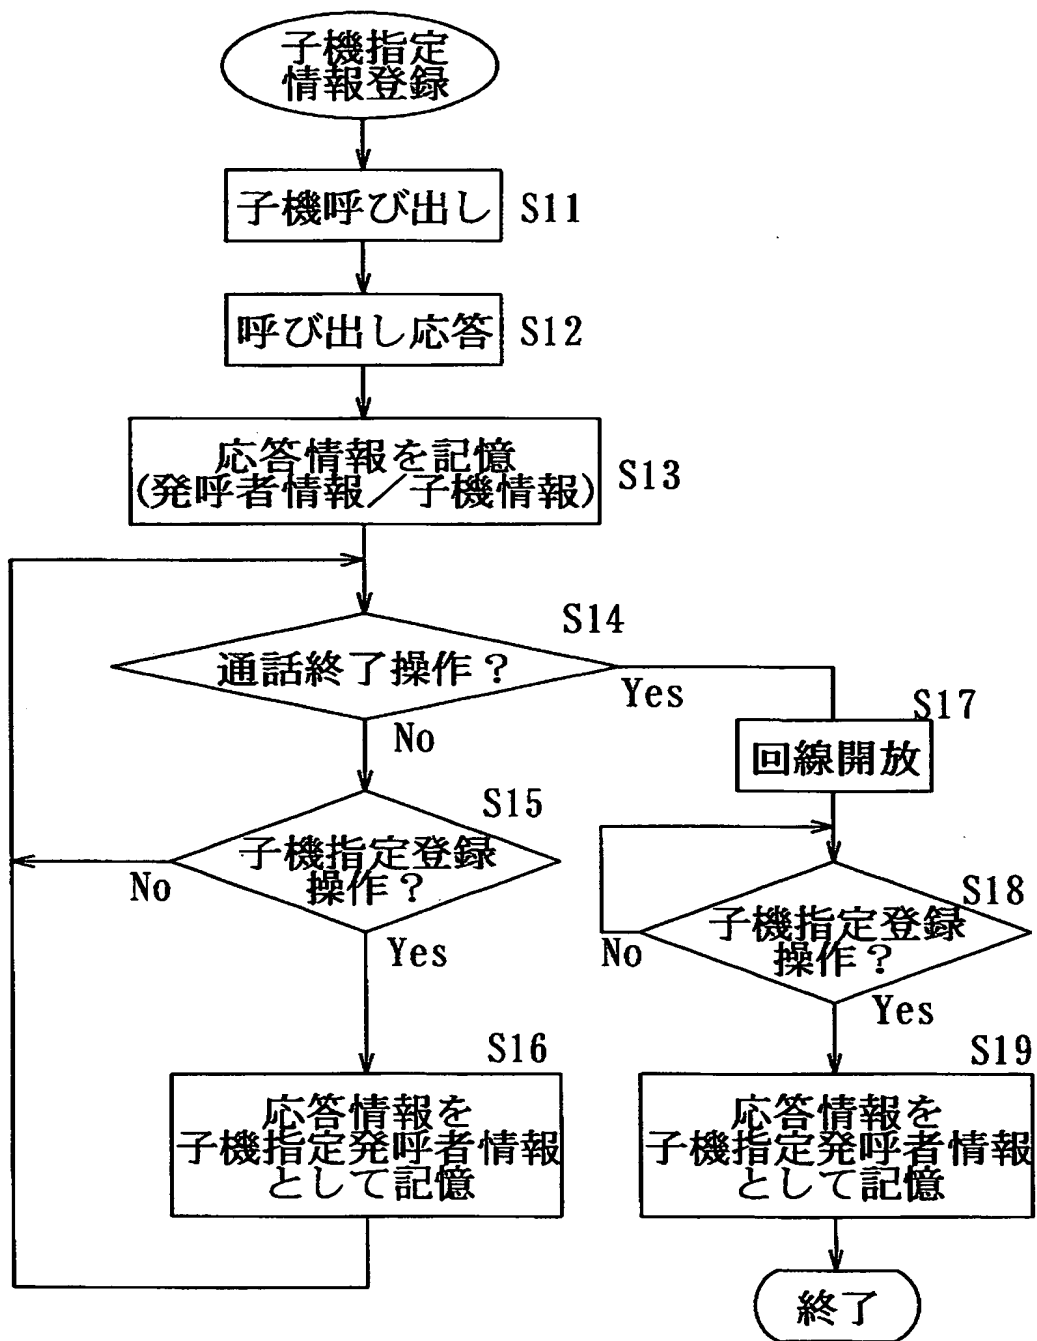 子機指定
情報登録
子機呼び出し S11
呼び出し応答 S12
応答情報を記憶
(発呼者情報／子機情報) S13
S14
通話終了操作？
Yes
No
S17
回線開放
S15
子機指定登録
操作？
No
Yes
S18
子機指定登録
操作？
No
Yes
S16
応答情報を
子機指定発呼者情報
として記憶
S19
応答情報を
子機指定発呼者情報
として記憶
終了